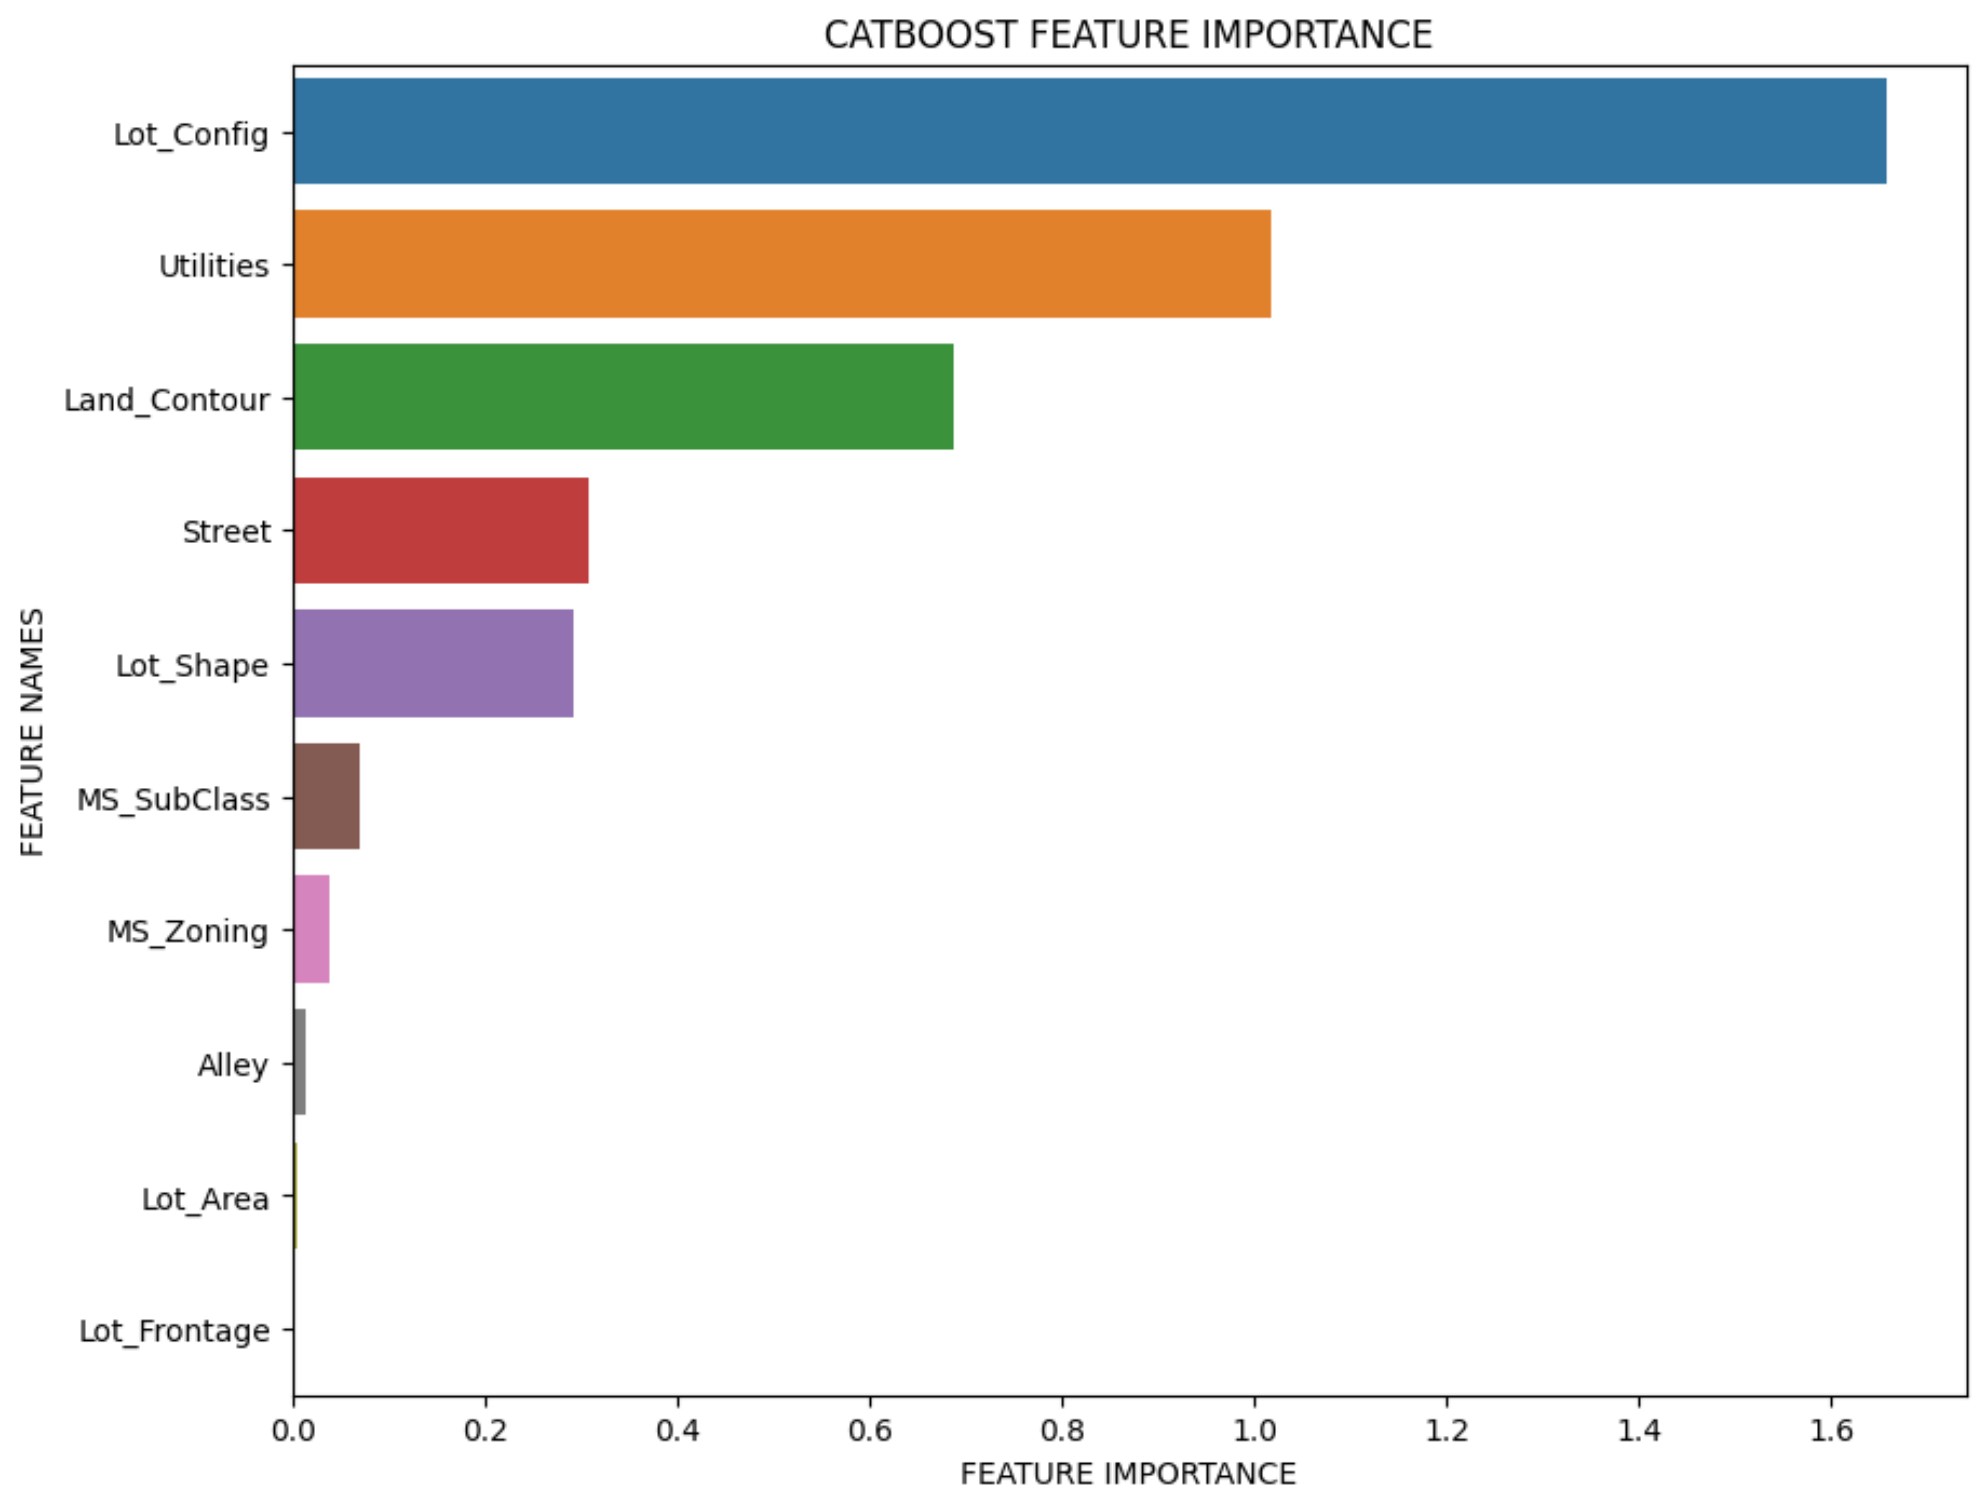 CATBOOST FEATURE IMPORTANCE
FEATURE NAMES
Lot_Config
Utilities
Land_Contour
Street
Lot_Shape
MS_SubClass
MS_Zoning
Alley
Lot_Area
Lot_Frontage
0.0 0.2 0.4 0.6 0.8 1.0 1.2 1.4 1.6
FEATURE IMPORTANCE